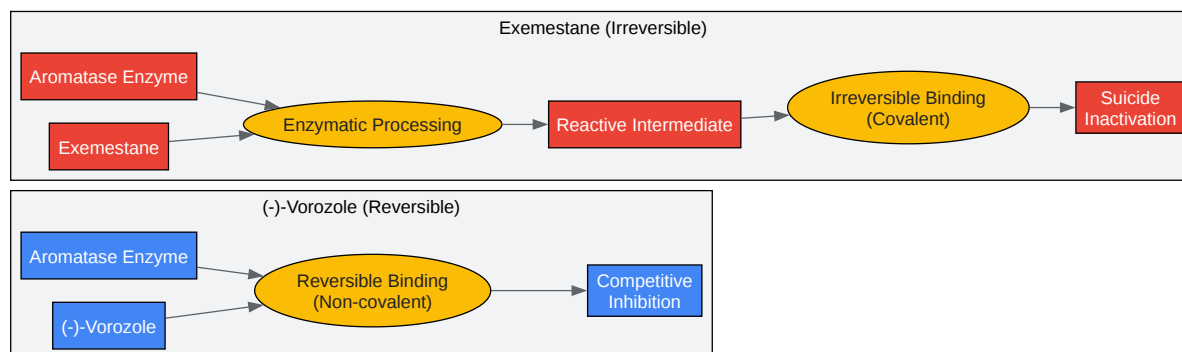 Exemestane (Irreversible)
Aromatase Enzyme
Exemestane
Enzymatic Processing
Reactive Intermediate
Irreversible Binding
(Covalent)
Suicide
Inactivation
(-)-Vorozole (Reversible)
Aromatase Enzyme
(-)-Vorozole
Reversible Binding
(Non-covalent)
Competitive
Inhibition